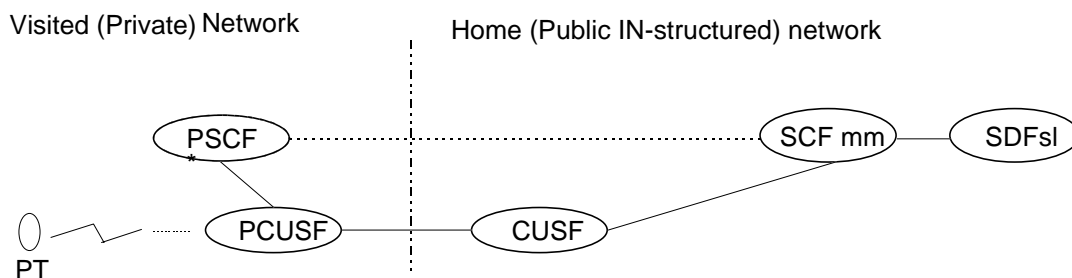 Visited (Private) Network
Home (Public IN-structured) network
PSCF
*
SCF mm
SDFsl
PCUSF
CUSF
PT